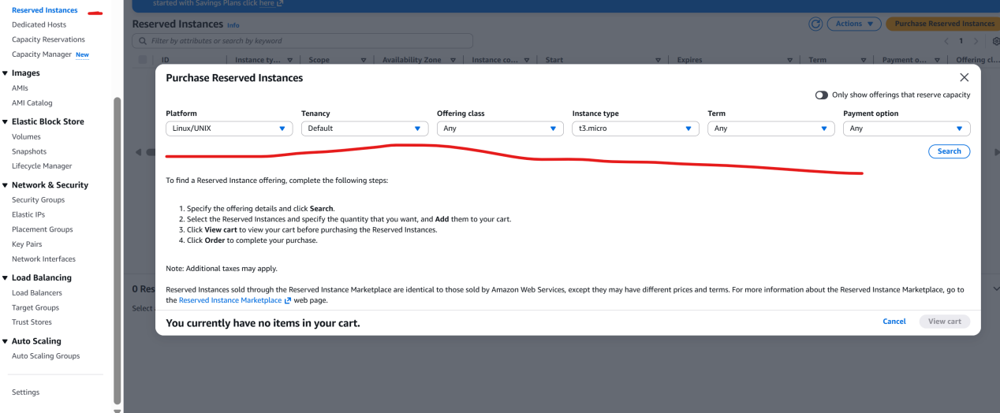 started with Savings Plans click here
Reserved Instances
Dedicated Hosts
Capacity Reservations
Capacity Manager New
Images
AMIs
AMI Catalog
Elastic Block Store
Volumes
Snapshots
Lifecycle Manager
Network & Security
Security Groups
Elastic IPs
Placement Groups
Key Pairs
Network Interfaces
Load Balancing
Load Balancers
Target Groups
Trust Stores
Auto Scaling
Auto Scaling Groups
Settings
Reserved Instances Info
Actions
Purchase Reserved Instances
Filter by attributes or search by keyword
1
ID Instance ty... Scope Availability Zone Instance co... Start Expires Term Payment o... Offering cl...
Purchase Reserved Instances
Only show offerings that reserve capacity
Platform Tenancy Offering class Instance type Term Payment option
Linux/UNIX Default Any t3.micro Any Any
Search
To find a Reserved Instance offering, complete the following steps:
1. Specify the offering details and click Search.
2. Select the Reserved Instances and specify the quantity that you want, and Add them to your cart.
3. Click View cart to view your cart before purchasing the Reserved Instances.
4. Click Order to complete your purchase.
Note: Additional taxes may apply.
Reserved Instances sold through the Reserved Instance Marketplace are identical to those sold by Amazon Web Services, except they may have different prices and terms. For more information about the Reserved Instance Marketplace, go to
the Reserved Instance Marketplace web page.
You currently have no items in your cart.
Cancel View cart
0 Res
Select